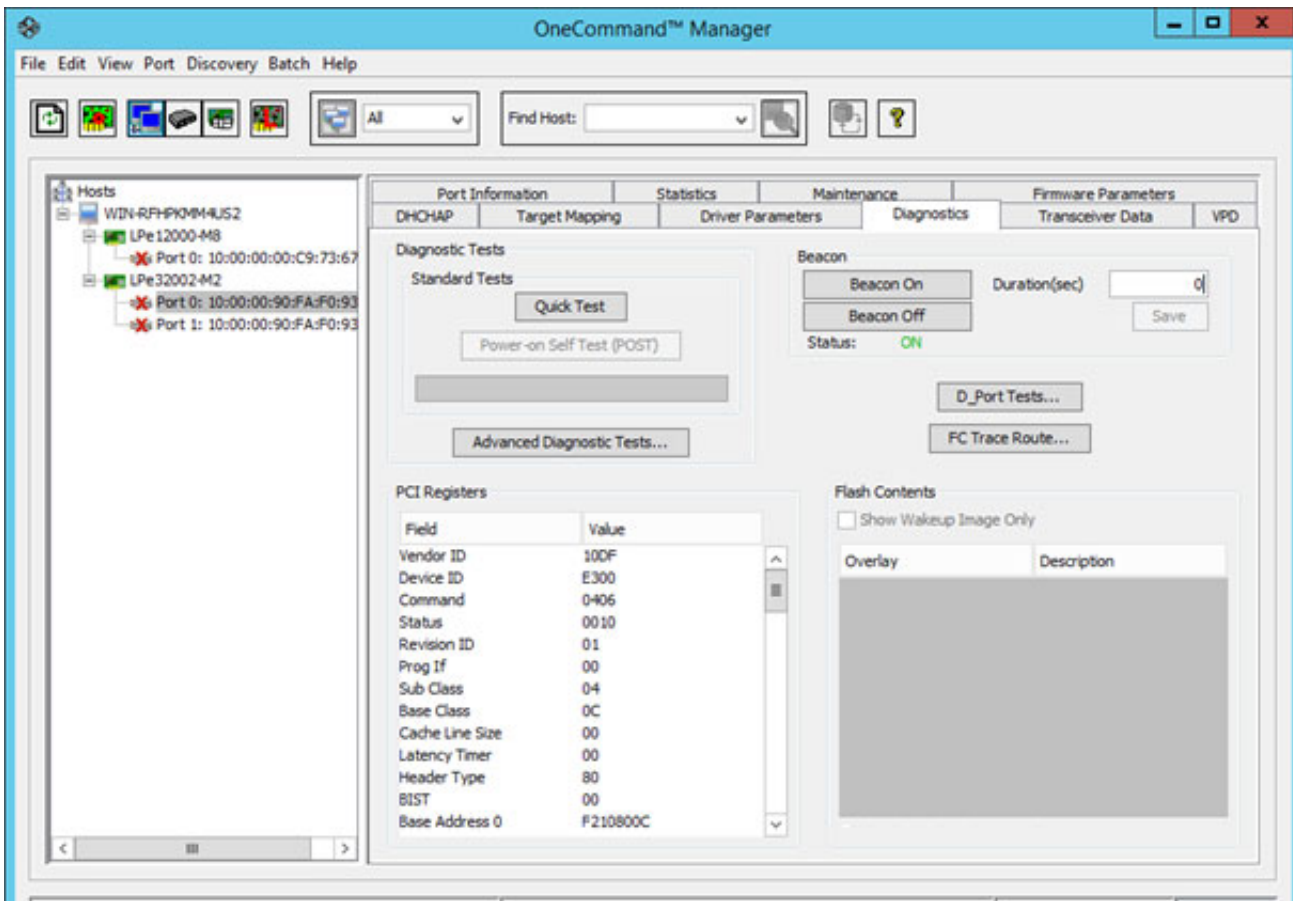 OneCommand™ Manager
File Edit View Port Discovery Batch Help
All
Find Host:
Hosts
WIN-RFHPKMM4US2
LPe12000-M8
Port 0: 10:00:00:00:C9:73:67
LPe32002-M2
Port 0: 10:00:00:90:FA:F0:93
Port 1: 10:00:00:90:FA:F0:93
Port Information Statistics Maintenance Firmware Parameters
DHCHAP Target Mapping Driver Parameters Diagnostics Transceiver Data VPD
Diagnostic Tests
Standard Tests
Quick Test
Power-on Self Test (POST)
Advanced Diagnostic Tests...
Beacon
Beacon On Duration(sec) 0
Beacon Off Save
Status: ON
D_Port Tests...
FC Trace Route...
PCI Registers
Field Value
Vendor ID 10DF
Device ID E300
Command 0406
Status 0010
Revision ID 01
Prog If 00
Sub Class 04
Base Class 0C
Cache Line Size 00
Latency Timer 00
Header Type 80
BIST 00
Base Address 0 F210800C
Flash Contents
Show Wakeup Image Only
Overlay Description